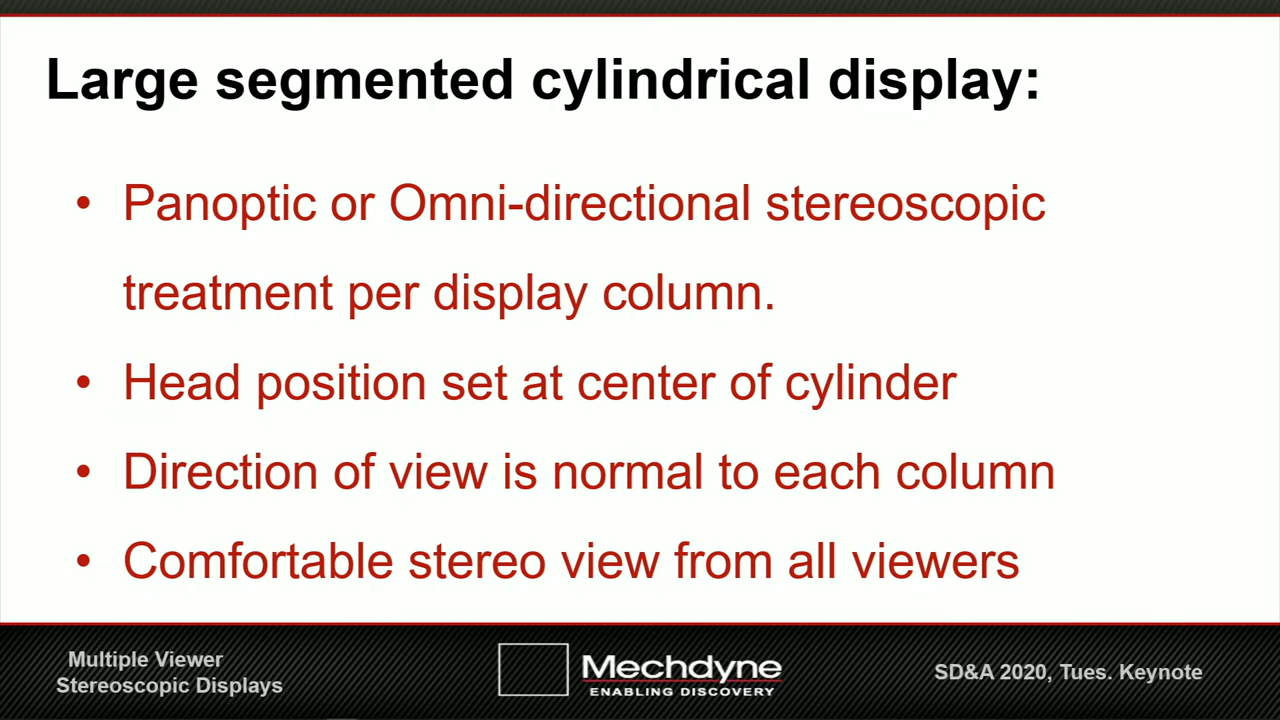 Large segmented cylindrical display:
• Panoptic or Omni-directional stereoscopic
treatment per display column.
• Head position set at center of cylinder
• Direction of view is normal to each column
• Comfortable stereo view from all viewers
Multiple Viewer
Stereoscopic Displays
Mechdyne
ENABLING DISCOVERY
SD&A 2020, Tues. Keynote